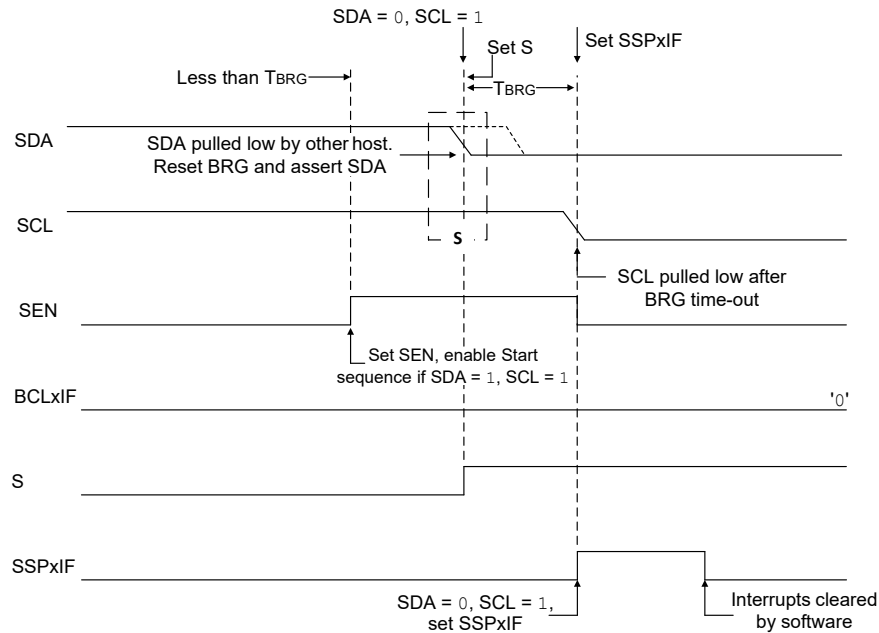 SDA = 0, SCL = 1
Set S
Set SSPxIF
Less than TBRG
TBRG
SDA
SDA pulled low by other host.
Reset BRG and assert SDA
SCL
S
SCL pulled low after
BRG time-out
SEN
Set SEN, enable Start
sequence if SDA = 1, SCL = 1
BCLxIF
'0'
S
SSPxIF
SDA = 0, SCL = 1,
set SSPxIF
Interrupts cleared
by software